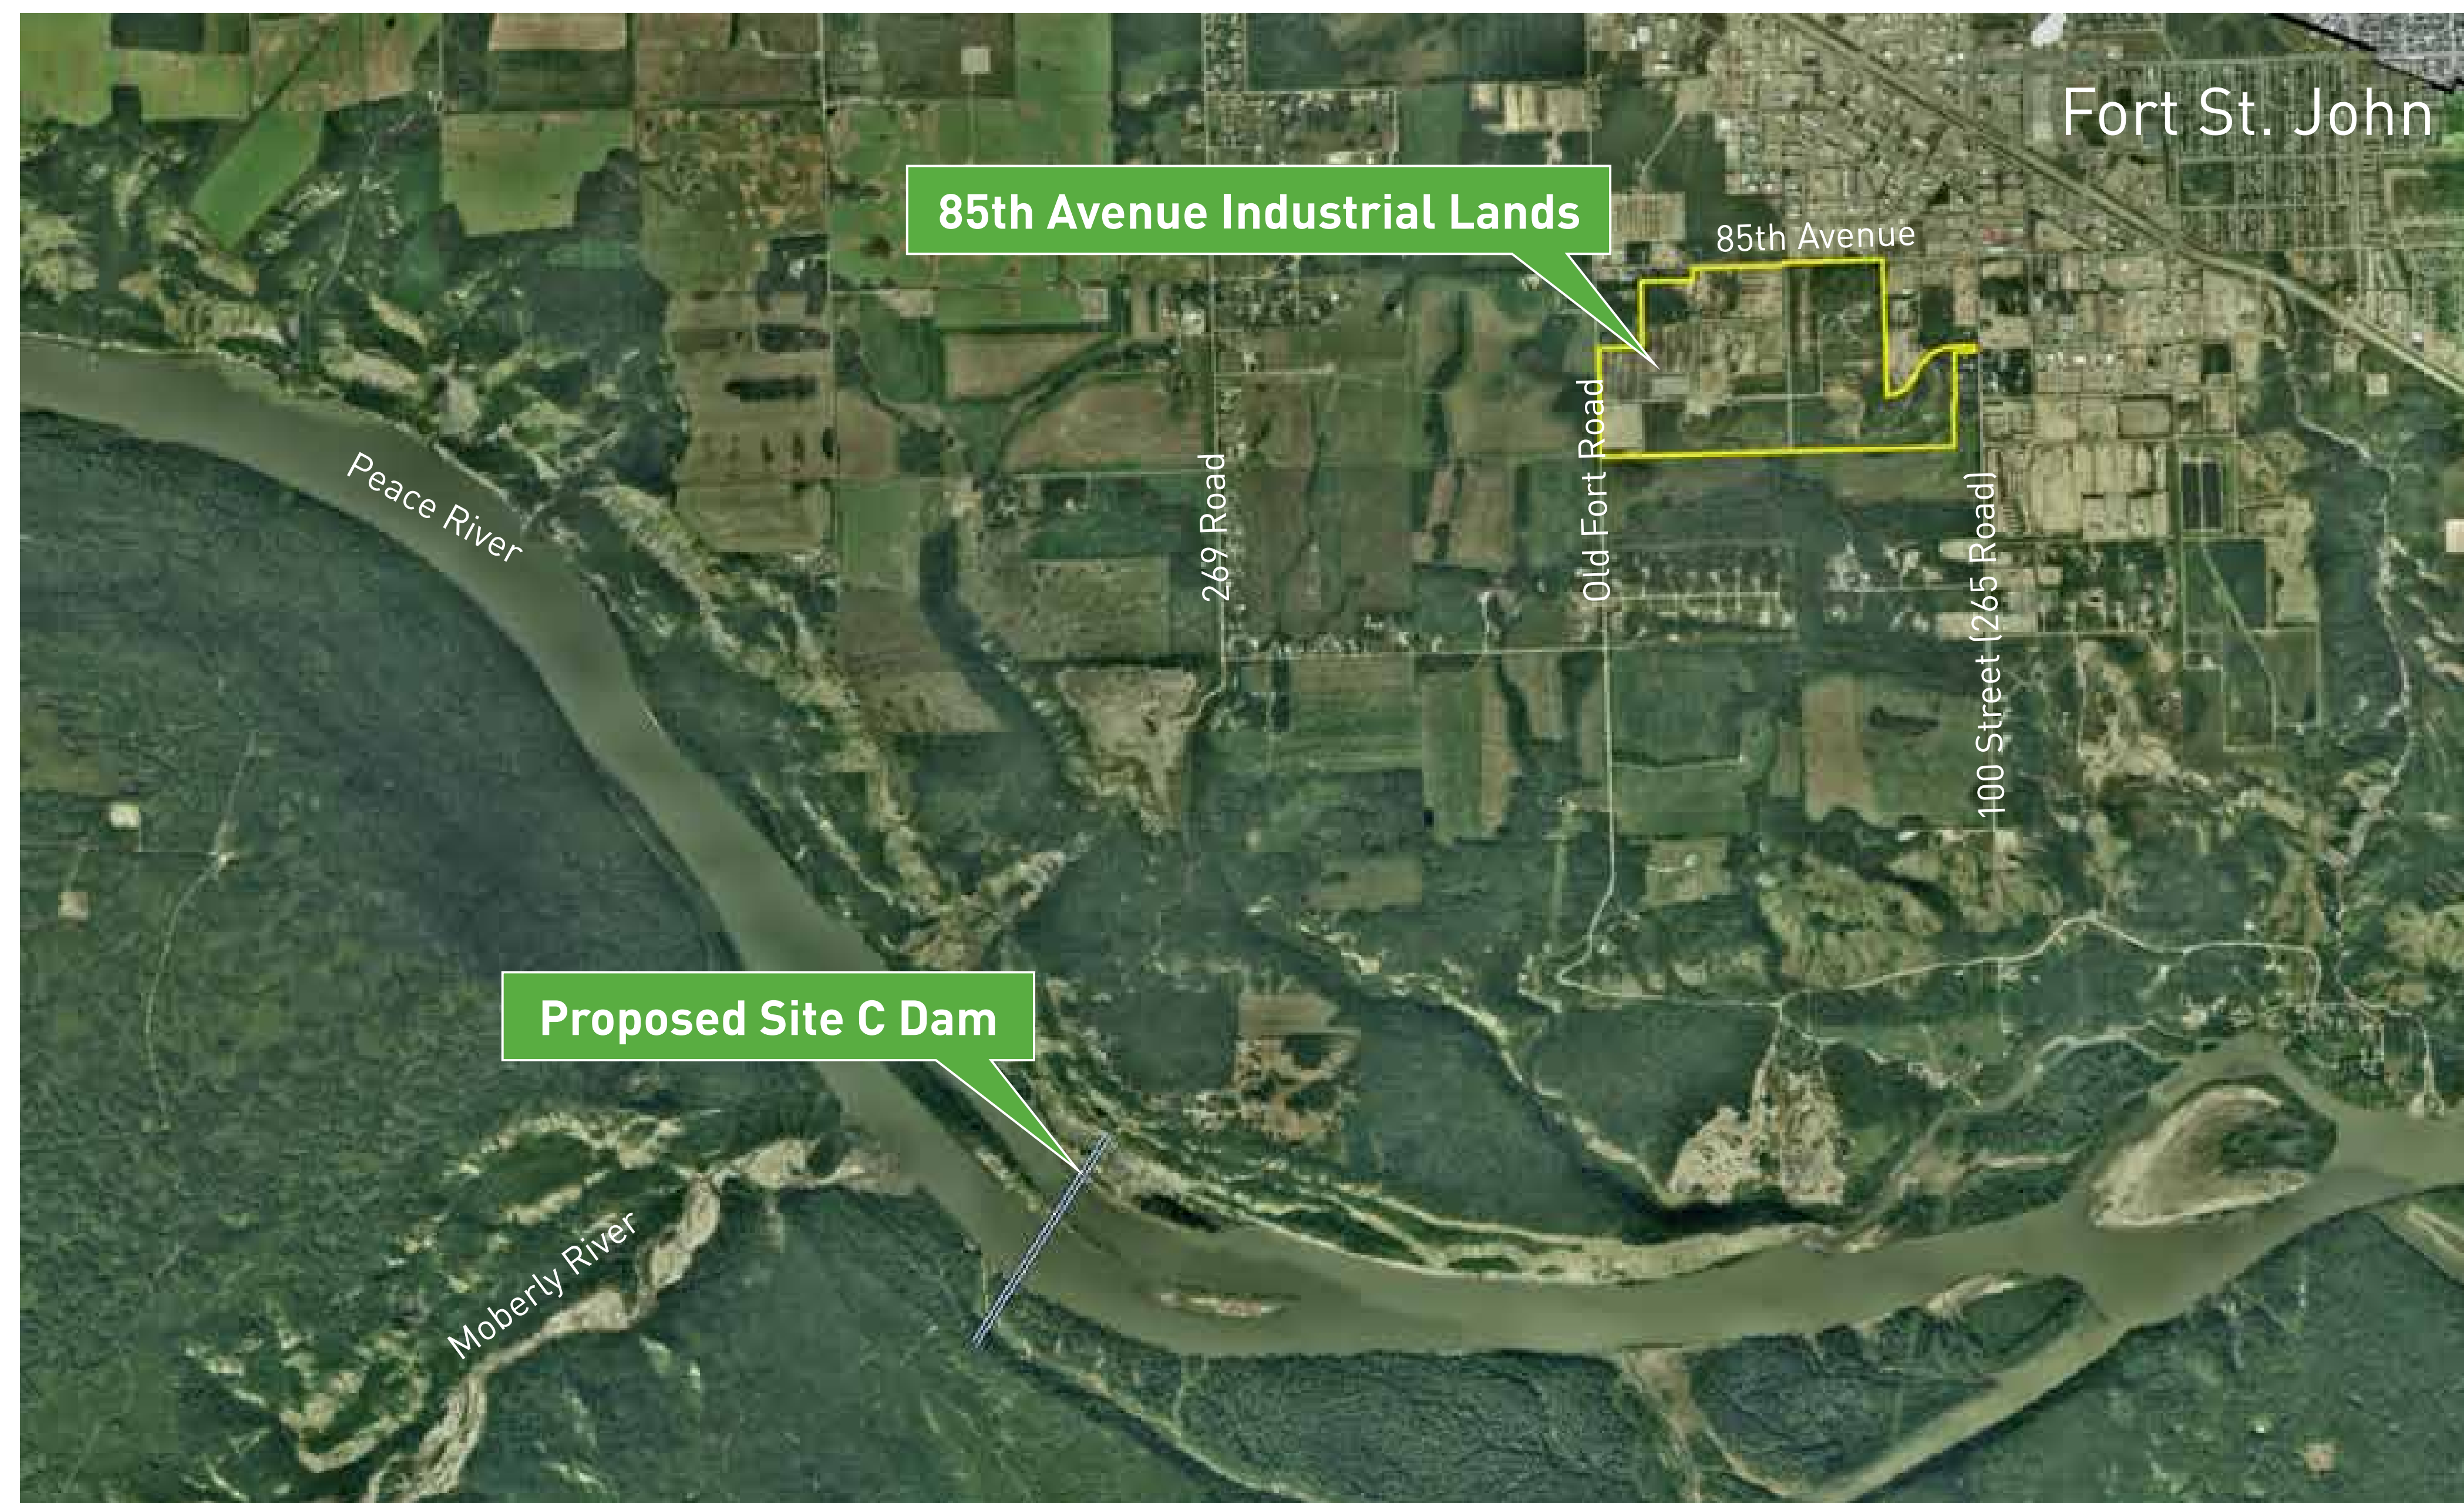 Fort St. John
85th Avenue Industrial Lands
85th Avenue
Peace River
269 Road
Old Fort Road
100 Street (265 Road)
Proposed Site C Dam
Moberly River